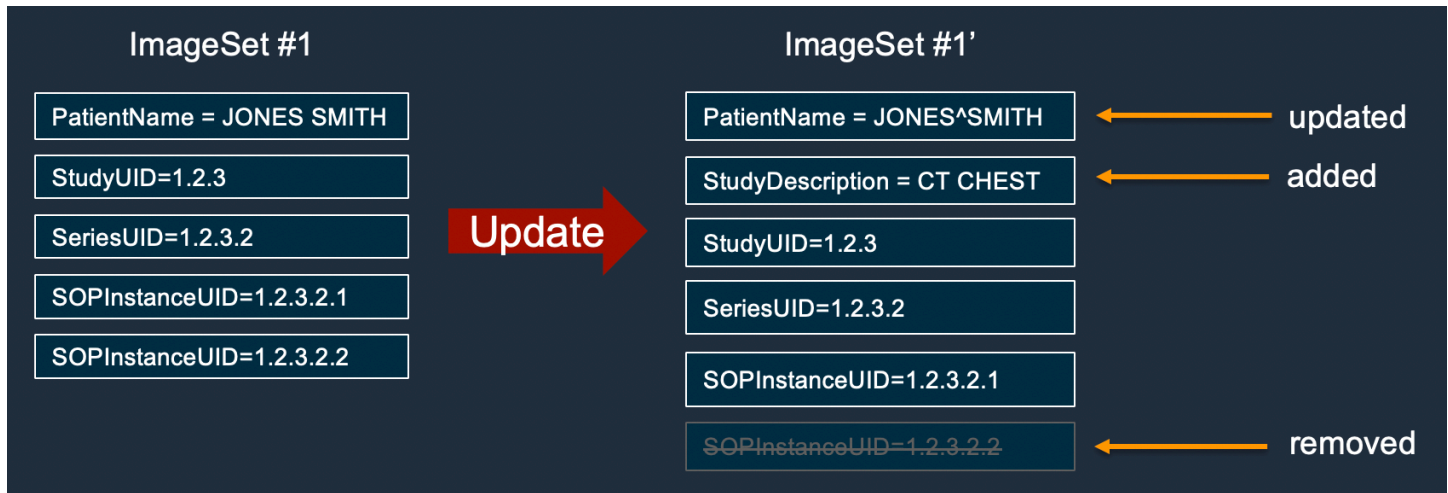 ImageSet #1
PatientName = JONES SMITH
StudyUID=1.2.3
SeriesUID=1.2.3.2
SOPInstanceUID=1.2.3.2.1
SOPInstanceUID=1.2.3.2.2
Update
ImageSet #1’
PatientName = JONES^SMITH
updated
StudyDescription = CT CHEST
added
StudyUID=1.2.3
SeriesUID=1.2.3.2
SOPInstanceUID=1.2.3.2.1
SOPInstanceUID=1.2.3.2.2
removed